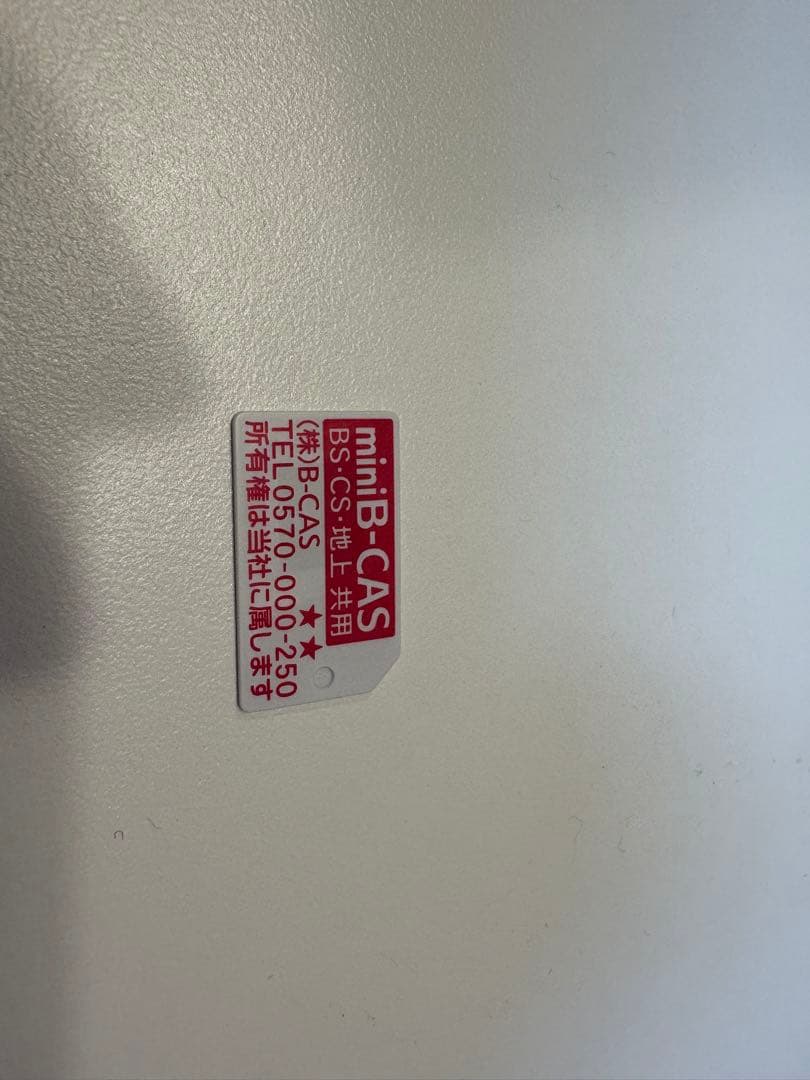 miniB-CAS
BS・CS・地上 共用
★★
(株)B-CAS
TEL 0570-000-250
所有権は当社に属します